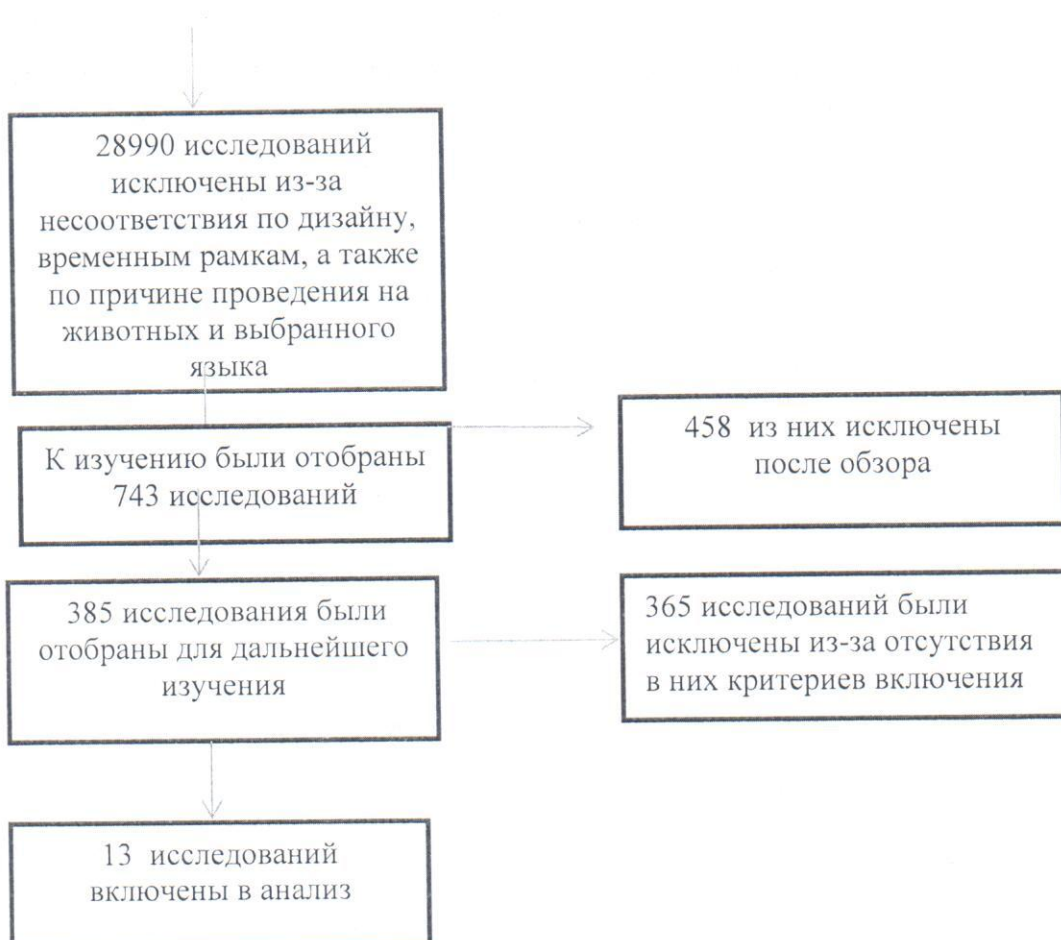 28990 исследований
исключены из-за
несоответствия по дизайну,
временным рамкам, а также
по причине проведения на
животных и выбранного
языка
К изучению были отобраны
743 исследований
458 из них исключены
после обзора
385 исследования были
отобраны для дальнейшего
изучения
365 исследований были
исключены из-за отсутствия
в них критериев включения
13 исследований
включены в анализ